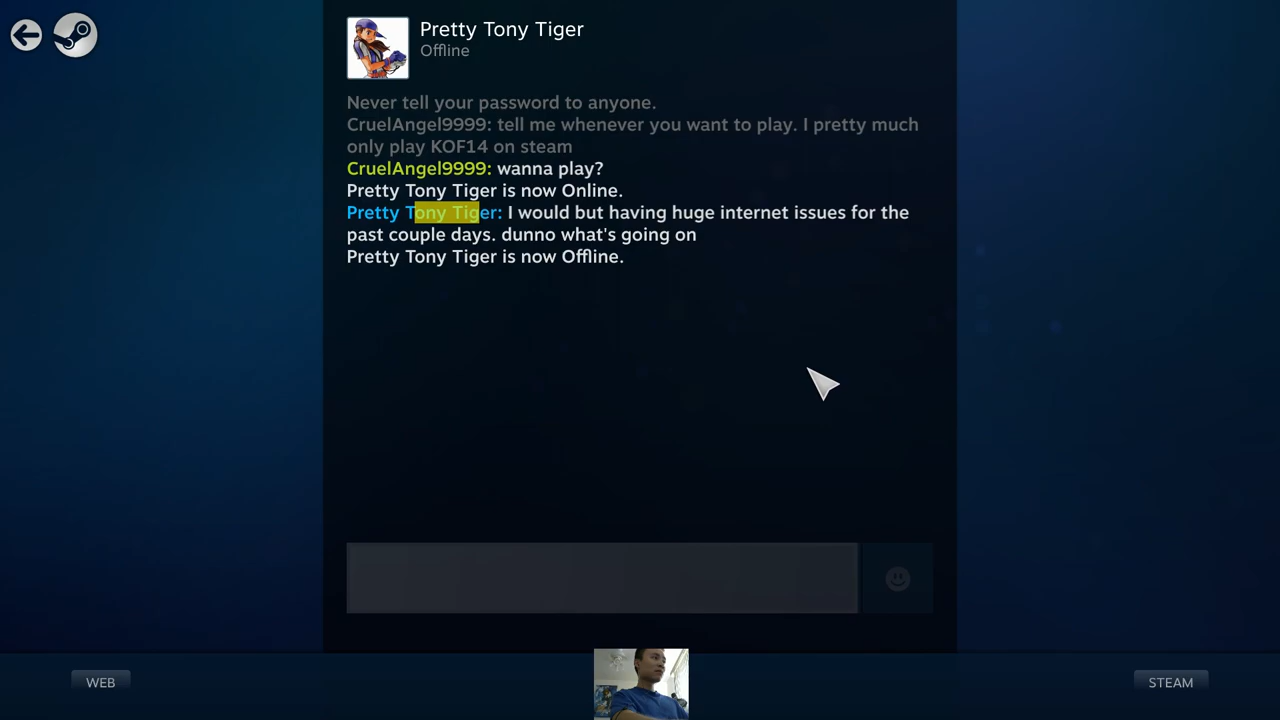 Pretty Tony Tiger
Offline
Never tell your password to anyone.
CruelAngel9999: tell me whenever you want to play. I pretty much
only play KOF14 on steam
CruelAngel9999: wanna play?
Pretty Tony Tiger is now Online.
Pretty Tony Tiger: I would but having huge internet issues for the
past couple days. dunno what's going on
Pretty Tony Tiger is now Offline.
WEB
STEAM